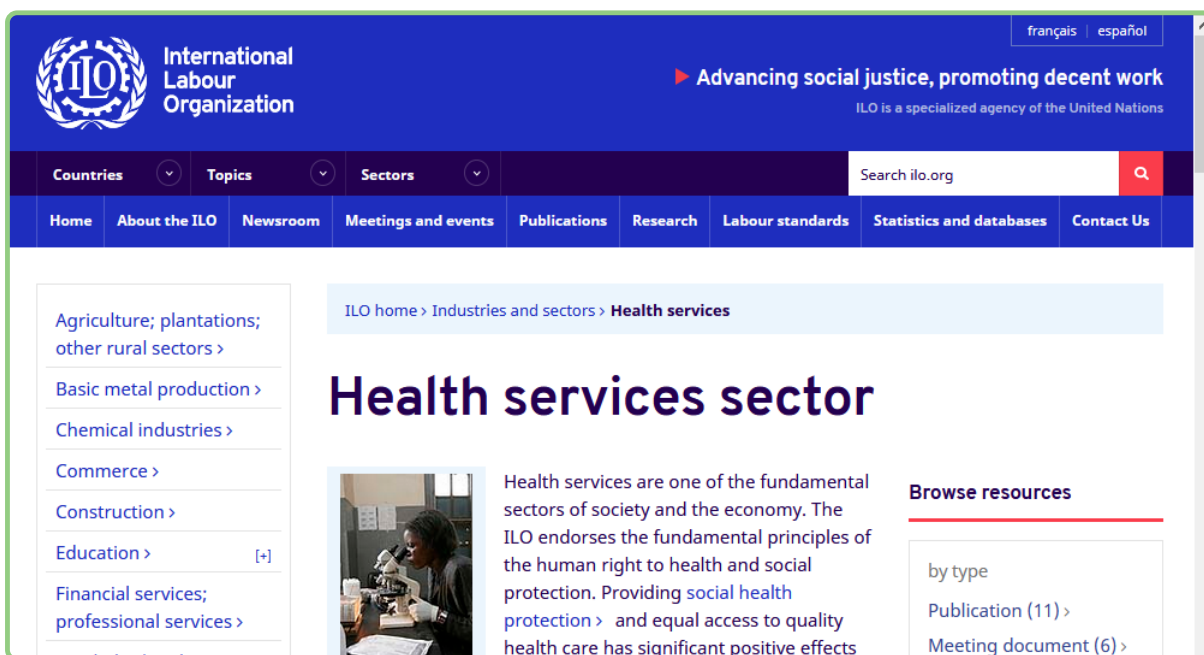 français | español
ILO
International
Labour
Organization
Advancing social justice, promoting decent work
ILO is a specialized agency of the United Nations
Countries Topics Sectors Search ilo.org
Home About the ILO Newsroom Meetings and events Publications Research Labour standards Statistics and databases Contact Us
Agriculture; plantations;
other rural sectors >
Basic metal production >
Chemical industries >
Commerce >
Construction >
Education > [+]
Financial services;
professional services >
ILO home > Industries and sectors > Health services
Health services sector
Health services are one of the fundamental
sectors of society and the economy. The
ILO endorses the fundamental principles of
the human right to health and social
protection. Providing social health
protection > and equal access to quality
health care has significant positive effects
Browse resources
by type
Publication (11) >
Meeting document (6) >